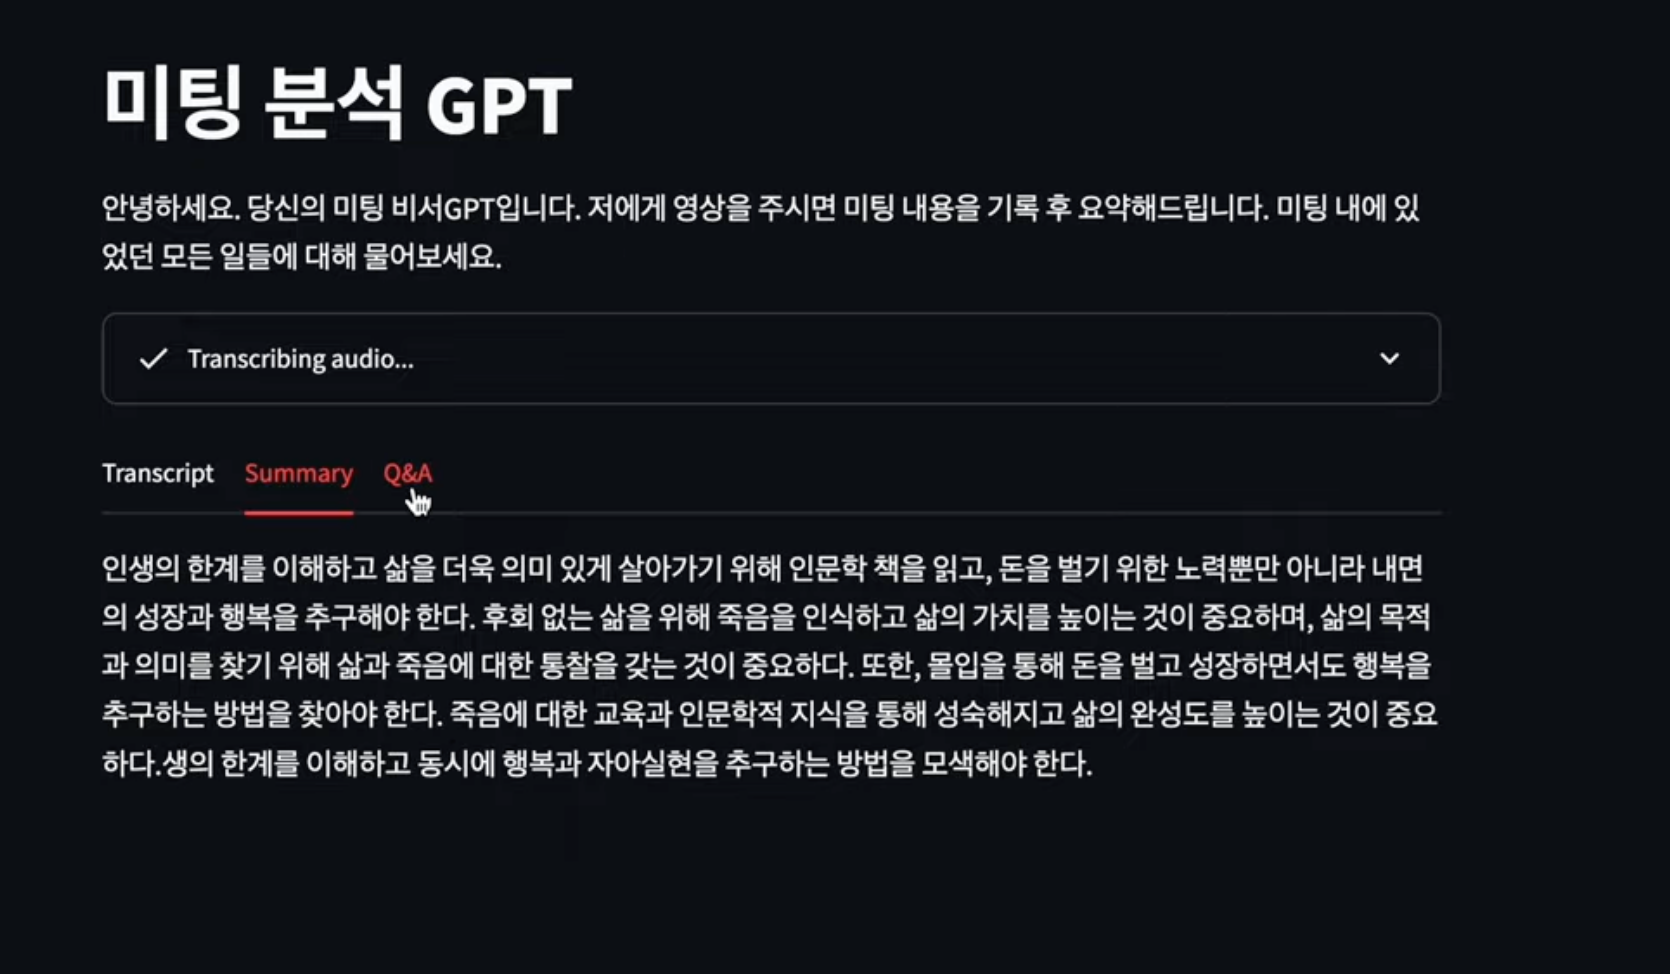 미팅 분석 GPT
안녕하세요. 당신의 미팅 비서GPT입니다. 저에게 영상을 주시면 미팅 내용을 기록 후 요약해드립니다. 미팅 내에 있
었던 모든 일들에 대해 물어보세요.
Transcribing audio...
Transcript Summary Q&A
인생의 한계를 이해하고 삶을 더욱 의미 있게 살아가기 위해 인문학 책을 읽고, 돈을 벌기 위한 노력뿐만 아니라 내면
의 성장과 행복을 추구해야 한다. 후회 없는 삶을 위해 죽음을 인식하고 삶의 가치를 높이는 것이 중요하며, 삶의 목적
과 의미를 찾기 위해 삶과 죽음에 대한 통찰을 갖는 것이 중요하다. 또한, 몰입을 통해 돈을 벌고 성장하면서도 행복을
추구하는 방법을 찾아야 한다. 죽음에 대한 교육과 인문학적 지식을 통해 성숙해지고 삶의 완성도를 높이는 것이 중요
하다.생의 한계를 이해하고 동시에 행복과 자아실현을 추구하는 방법을 모색해야 한다.